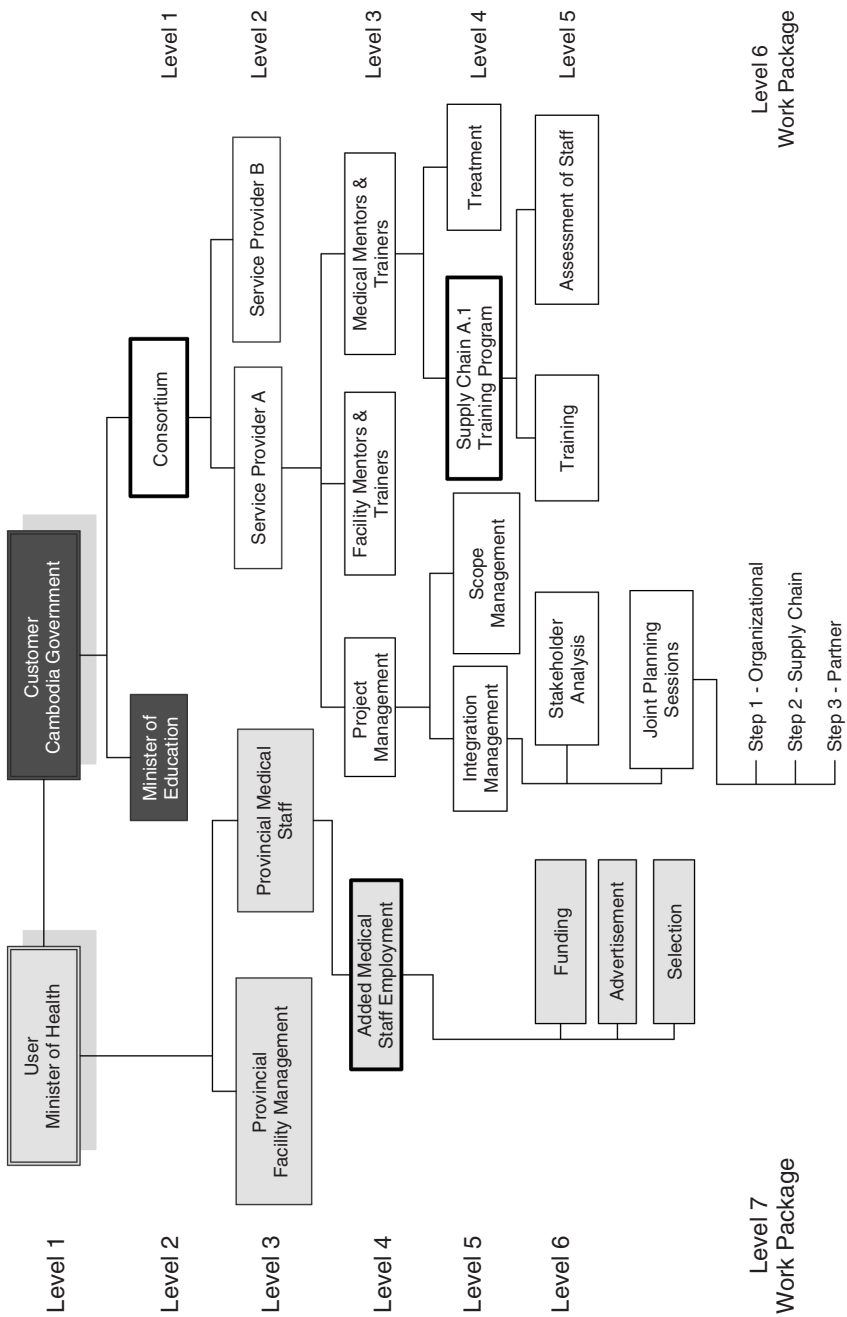 User
Minister of Health
Customer
Cambodia Government
Level 1
Minister of
Education
Consortium
Level 2
Level 1
Provincial
Facility Management
Provincial Medical
Staff
Service Provider A
Service Provider B
Level 3
Level 2
Added Medical
Staff Employment
Project
Management
Facility Mentors &
Trainers
Medical Mentors &
Trainers
Level 4
Level 3
Integration
Management
Scope
Management
Supply Chain A.1
Training Program
Treatment
Level 5
Level 4
Funding
Stakeholder
Analysis
Training
Assessment of Staff
Level 6
Level 5
Advertisement
Selection
Joint Planning
Sessions
Step 1 - Organizational
Step 2 - Supply Chain
Step 3 - Partner
Level 7
Work Package
Level 6
Work Package